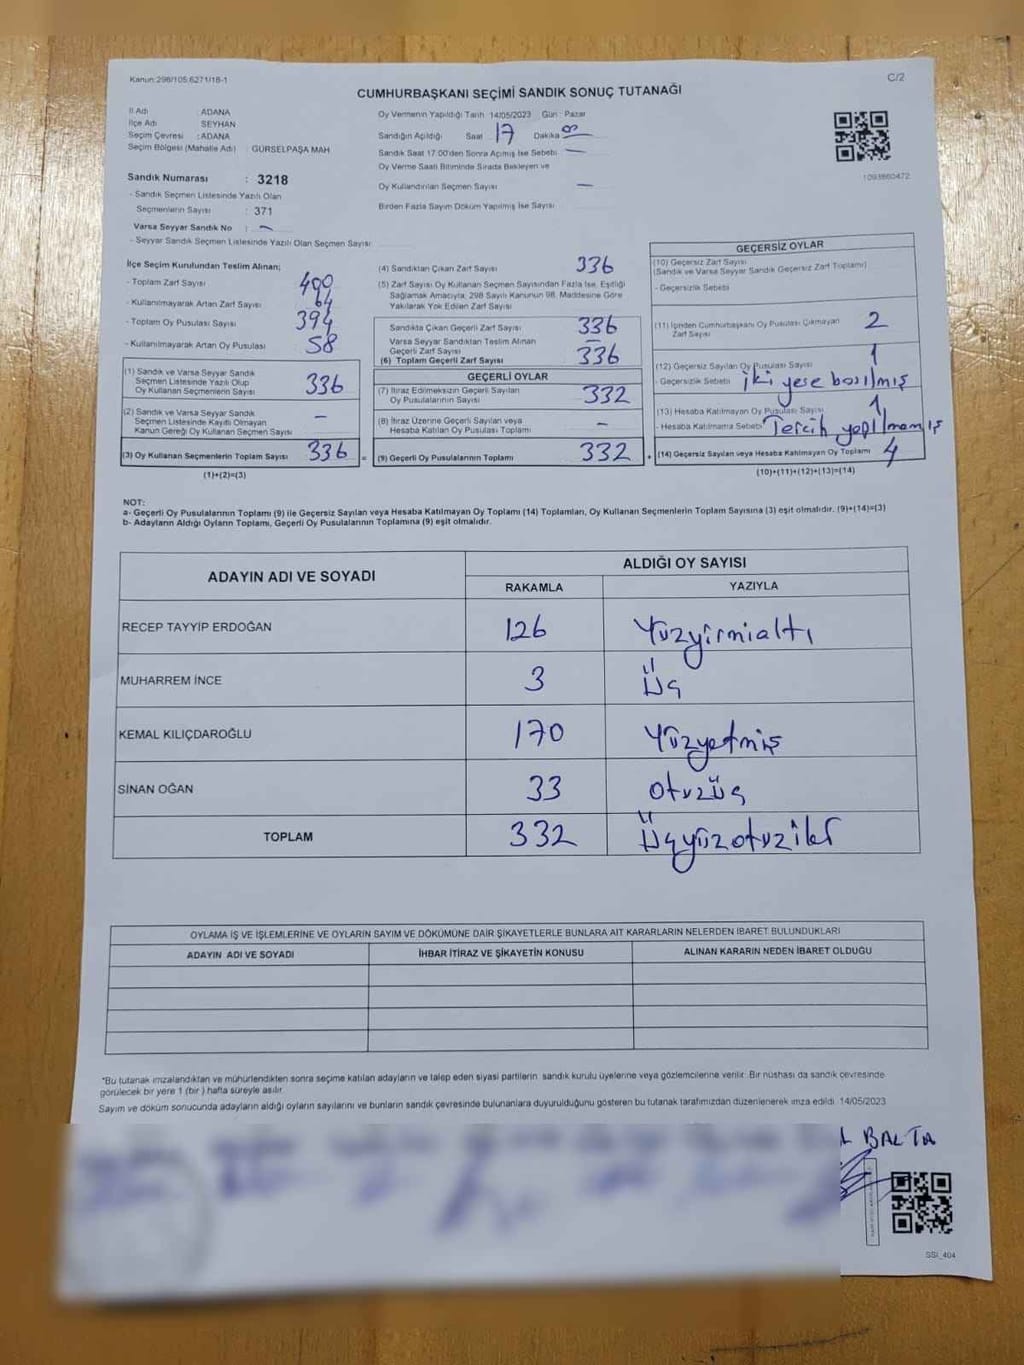 Kanun:298/105;6271/18-1
C/2
CUMHURBAŞKANI SEÇİMİ SANDIK SONUÇ TUTANAĞI
İl Adı ADANA
İlçe Adı SEYHAN
Seçim Çevresi : ADANA
Seçim Bölgesi (Mahalle Adı) : GÜRSELPAŞA MAH.
Sandık Numarası : 3218
- Sandık Seçmen Listesinde Yazılı Olan
Seçmenlerin Sayısı : 371
Varsa Seyyar Sandık No : —
- Seyyar Sandık Seçmen Listesinde Yazılı Olan Seçmen Sayısı:
Oy Vermenin Yapıldığı Tarih 14/05/2023 Gün : Pazar
Sandığın Açıldığı Saat 17 Dakika
Sandık Saat 17:00'den Sonra Açılmış İse Sebebi —
Oy Verme Saati Bitiminde Sırada Bekleyen ve
Oy Kullandırılan Seçmen Sayısı —
Birden Fazla Sayım Döküm Yapılmış İse Sayısı
1093660472
İlçe Seçim Kurulundan Teslim Alınan;
- Toplam Zarf Sayısı 400
- Kullanılmayarak Artan Zarf Sayısı 64
- Toplam Oy Pusulası Sayısı 394
- Kullanılmayarak Artan Oy Pusulası 58
(1) Sandık ve Varsa Seyyar Sandık
Seçmen Listesinde Yazılı Olup
Oy Kullanan Seçmenlerin Sayısı 336
(2) Sandık ve Varsa Seyyar Sandık
Seçmen Listesinde Kayıtlı Olmayan
Kanun Gereği Oy Kullanan Seçmen Sayısı —
(3) Oy Kullanan Seçmenlerin Toplam Sayısı 336 =
(1)+(2)=(3)
(4) Sandıktan Çıkan Zarf Sayısı 336
(5) Zarf Sayısı Oy Kullanan Seçmen Sayısından Fazla İse, Eşitliği
Sağlamak Amacıyla, 298 Sayılı Kanunun 98. Maddesine Göre
Yakılarak Yok Edilen Zarf Sayısı
Sandıkta Çıkan Geçerli Zarf Sayısı 336
Varsa Seyyar Sandıktan Teslim Alınan
Geçerli Zarf Sayısı —
(6) Toplam Geçerli Zarf Sayısı 336
GEÇERLİ OYLAR
(7) İtiraz Edilmeksizin Geçerli Sayılan
Oy Pusulalarının Sayısı 332
(8) İtiraz Üzerine Geçerli Sayılan veya
Hesaba Katılan Oy Pusulası Toplamı —
(9) Geçerli Oy Pusulalarının Toplamı 332 +
GEÇERSİZ OYLAR
(10) Geçersiz Zarf Sayısı
(Sandık ve Varsa Seyyar Sandık Geçersiz Zarf Toplamı)
- Geçersizlik Sebebi
(11) İçinden Cumhurbaşkanı Oy Pusulası Çıkmayan
Zarf Sayısı 2
(12) Geçersiz Sayılan Oy Pusulası Sayısı 1
- Geçersizlik Sebebi iki yere basılmış
(13) Hesaba Katılmayan Oy Pusulası Sayısı 1
- Hesaba Katılmama Sebebi Tercih yapılmamış
(14) Geçersiz Sayılan veya Hesaba Katılmayan Oy Toplamı 4
(10)+(11)+(12)+(13)=(14)
NOT:
a- Geçerli Oy Pusulalarının Toplamı (9) ile Geçersiz Sayılan veya Hesaba Katılmayan Oy Toplamı (14) Toplamları, Oy Kullanan Seçmenlerin Toplam Sayısına (3) eşit olmalıdır. (9)+(14)=(3)
b- Adayların Aldığı Oyların Toplamı, Geçerli Oy Pusulalarının Toplamına (9) eşit olmalıdır.
ADAYIN ADI VE SOYADI ALDIĞI OY SAYISI
RAKAMLA YAZIYLA
RECEP TAYYİP ERDOĞAN 126 Yüzyirmialtı
MUHARREM İNCE 3 Üç
KEMAL KILIÇDAROĞLU 170 Yüzyetmiş
SİNAN OĞAN 33 Otuzüç
TOPLAM 332 Üçyüzotuziki
OYLAMA İŞ VE İŞLEMLERİNE VE OYLARIN SAYIM VE DÖKÜMÜNE DAİR ŞİKAYETLERLE BUNLARA AİT KARARLARIN NELERDEN İBARET BULUNDUKLARI
ADAYIN ADI VE SOYADI İHBAR İTİRAZ VE ŞİKAYETİN KONUSU ALINAN KARARIN NEDEN İBARET OLDUĞU
*Bu tutanak imzalandıktan ve mühürlendikten sonra seçime katılan adayların ve talep eden siyasi partilerin sandık kurulu üyelerine veya gözlemcilerine verilir. Bir nüshası da sandık çevresinde
görülecek bir yere 1 (bir) hafta süreyle asılır.
Sayım ve döküm sonucunda adayların aldığı oyların sayılarını ve bunların sandık çevresinde bulunanlara duyurulduğunu gösteren bu tutanak tarafımızdan düzenlenerek imza edildi. 14/05/2023
BALTA
SSI_404